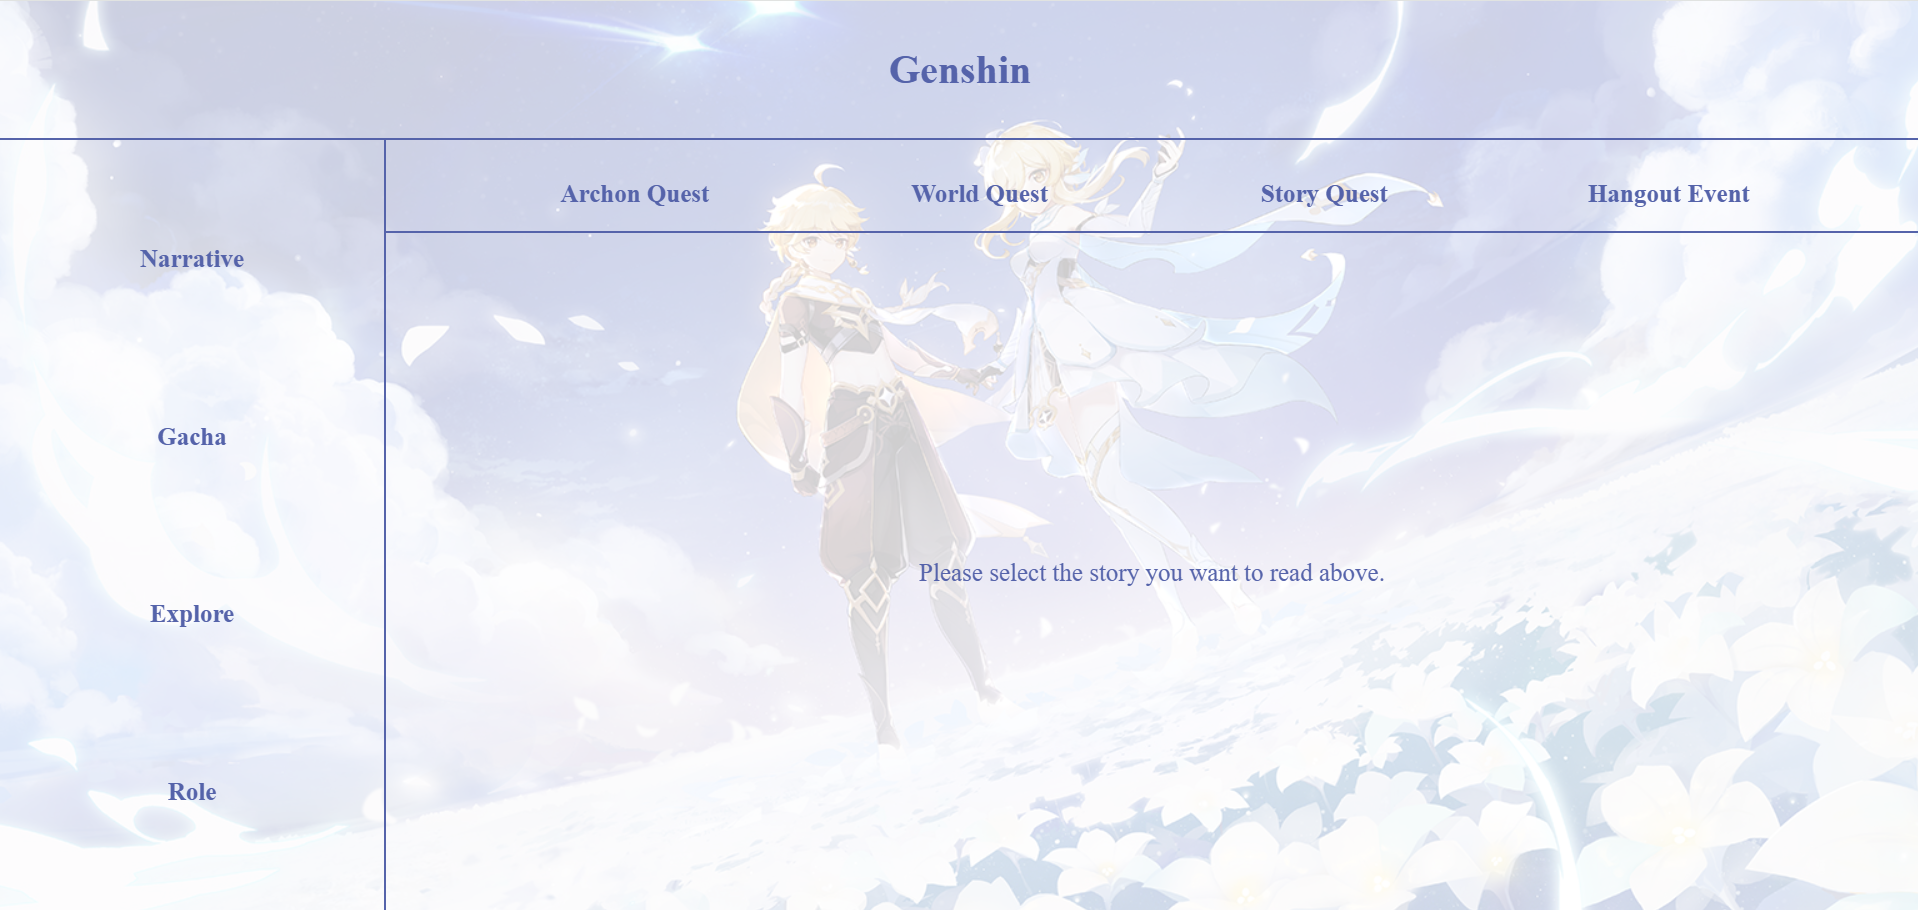 Genshin
Archon Quest
World Quest
Story Quest
Hangout Event
Narrative
Gacha
Explore
Role
Please select the story you want to read above.